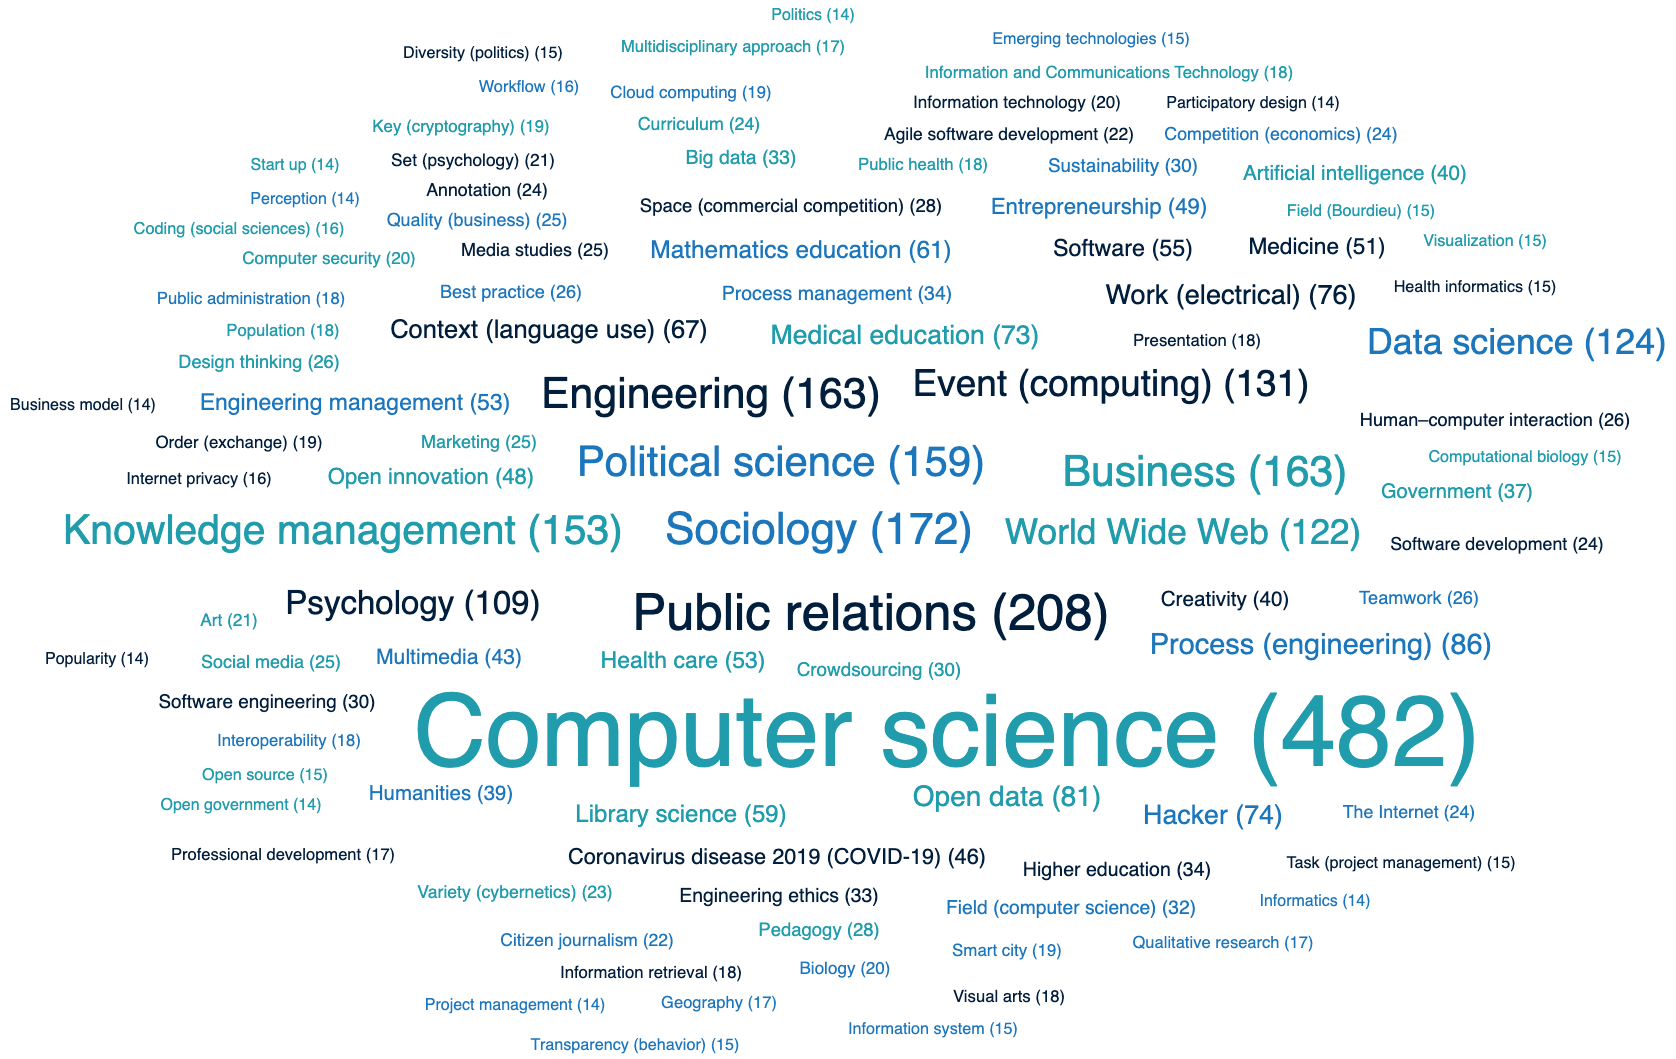 Politics (14)
Emerging technologies (15)
Multidisciplinary approach (17)
Diversity (politics) (15)
Information and Communications Technology (18)
Workflow (16)
Cloud computing (19)
Information technology (20)
Participatory design (14)
Key (cryptography) (19)
Curriculum (24)
Agile software development (22)
Competition (economics) (24)
Start up (14)
Set (psychology) (21)
Big data (33)
Public health (18)
Sustainability (30)
Artificial intelligence (40)
Perception (14)
Annotation (24)
Space (commercial competition) (28)
Entrepreneurship (49)
Field (Bourdieu) (15)
Coding (social sciences) (16)
Quality (business) (25)
Computer security (20)
Media studies (25)
Mathematics education (61)
Software (55)
Medicine (51)
Visualization (15)
Public administration (18)
Best practice (26)
Process management (34)
Work (electrical) (76)
Health informatics (15)
Population (18)
Context (language use) (67)
Medical education (73)
Presentation (18)
Data science (124)
Design thinking (26)
Business model (14)
Engineering management (53)
Engineering (163)
Event (computing) (131)
Human–computer interaction (26)
Order (exchange) (19)
Marketing (25)
Political science (159)
Business (163)
Computational biology (15)
Internet privacy (16)
Open innovation (48)
Government (37)
Knowledge management (153)
Sociology (172)
World Wide Web (122)
Software development (24)
Art (21)
Psychology (109)
Public relations (208)
Creativity (40)
Teamwork (26)
Process (engineering) (86)
Popularity (14)
Social media (25)
Multimedia (43)
Health care (53)
Crowdsourcing (30)
Software engineering (30)
Computer science (482)
Interoperability (18)
Open source (15)
Open government (14)
Humanities (39)
Library science (59)
Open data (81)
Hacker (74)
The Internet (24)
Professional development (17)
Coronavirus disease 2019 (COVID-19) (46)
Higher education (34)
Task (project management) (15)
Variety (cybernetics) (23)
Engineering ethics (33)
Field (computer science) (32)
Informatics (14)
Citizen journalism (22)
Pedagogy (28)
Smart city (19)
Qualitative research (17)
Information retrieval (18)
Biology (20)
Project management (14)
Geography (17)
Visual arts (18)
Transparency (behavior) (15)
Information system (15)